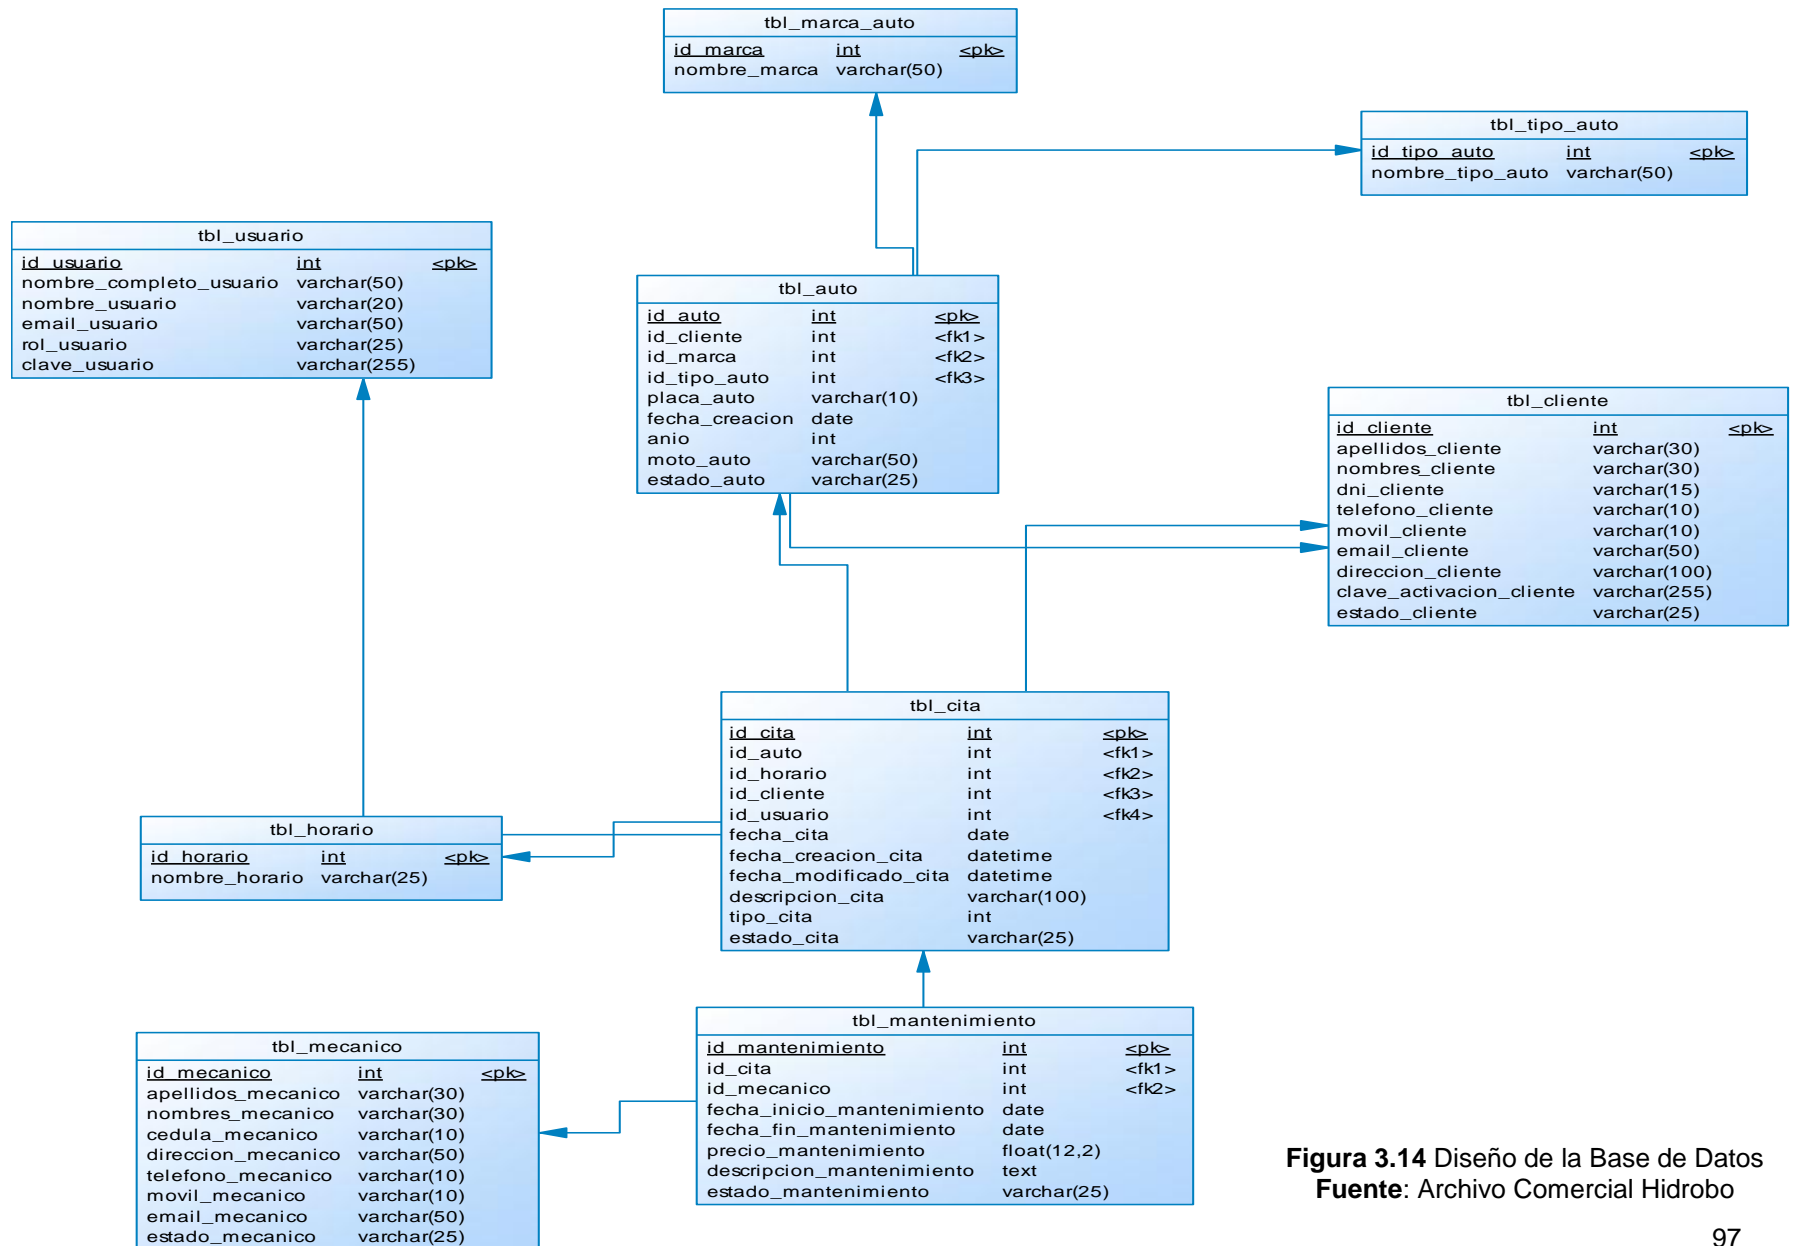 tbl_marca_auto
id_marca int <pk>
nombre_marca varchar(50)
tbl_tipo_auto
id_tipo_auto int <pk>
nombre_tipo_auto varchar(50)
tbl_usuario
id_usuario int <pk>
nombre_completo_usuario varchar(50)
nombre_usuario varchar(20)
email_usuario varchar(50)
rol_usuario varchar(25)
clave_usuario varchar(255)
tbl_auto
id_auto int <pk>
id_cliente int <fk1>
id_marca int <fk2>
id_tipo_auto int <fk3>
placa_auto varchar(10)
fecha_creacion date
anio int
moto_auto varchar(50)
estado_auto varchar(25)
tbl_cliente
id_cliente int <pk>
apellidos_cliente varchar(30)
nombres_cliente varchar(30)
dni_cliente varchar(15)
telefono_cliente varchar(10)
movil_cliente varchar(10)
email_cliente varchar(50)
direccion_cliente varchar(100)
clave_activacion_cliente varchar(255)
estado_cliente varchar(25)
tbl_cita
id_cita int <pk>
id_auto int <fk1>
id_horario int <fk2>
id_cliente int <fk3>
id_usuario int <fk4>
fecha_cita date
fecha_creacion_cita datetime
fecha_modificado_cita datetime
descripcion_cita varchar(100)
tipo_cita int
estado_cita varchar(25)
tbl_horario
id_horario int <pk>
nombre_horario varchar(25)
tbl_mantenimiento
id_mantenimiento int <pk>
id_cita int <fk1>
id_mecanico int <fk2>
fecha_inicio_mantenimiento date
fecha_fin_mantenimiento date
precio_mantenimiento float(12,2)
descripcion_mantenimiento text
estado_mantenimiento varchar(25)
tbl_mecanico
id_mecanico int <pk>
apellidos_mecanico varchar(30)
nombres_mecanico varchar(30)
cedula_mecanico varchar(10)
direccion_mecanico varchar(50)
telefono_mecanico varchar(10)
movil_mecanico varchar(10)
email_mecanico varchar(50)
estado_mecanico varchar(25)
Figura 3.14 Diseño de la Base de Datos
Fuente: Archivo Comercial Hidrobo
97